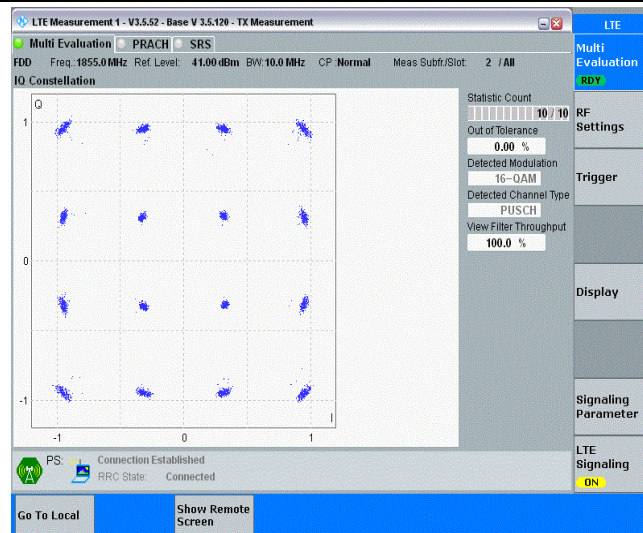 LTE Measurement 1 - V3.5.52 - Base V 3.5.120 - TX Measurement
LTE
Multi Evaluation PRACH SRS
FDD Freq.: 1855.0 MHz Ref. Level: 41.00 dBm BW: 10.0 MHz CP : Normal Meas Subfr./Slot: 2 / All
IQ Constellation
Multi
Evaluation
RDY
Q
1
0
-1
-1 0 1
I
Statistic Count
10 / 10
Out of Tolerance
0.00 %
Detected Modulation
16-QAM
Detected Channel Type
PUSCH
View Filter Throughput
100.0 %
RF
Settings
Trigger
Display
Signaling
Parameter
LTE
Signaling
ON
PS: Connection Established
RRC State: Connected
Go To Local
Show Remote
Screen